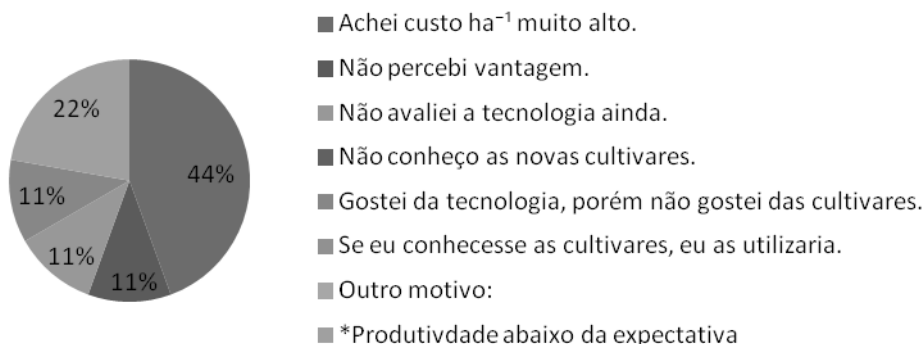 Achei custo ha⁻¹ muito alto.
Não percebi vantagem.
Não avaliei a tecnologia ainda.
Não conheço as novas cultivares.
Gostei da tecnologia, porém não gostei das cultivares.
Se eu conhecesse as cultivares, eu as utilizaria.
Outro motivo:
*Produtivdade abaixo da expectativa
22%
44%
11%
11%
11%